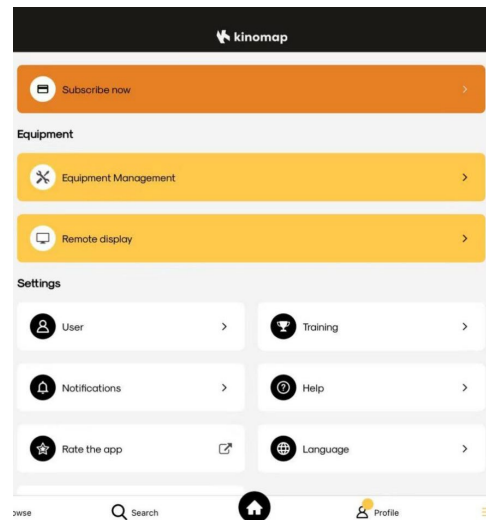 kinomap
Subscribe now
Equipment
Equipment Management
Remote display
Settings
User
Training
Notifications
Help
Rate the app
Language
owse
Search
Profile